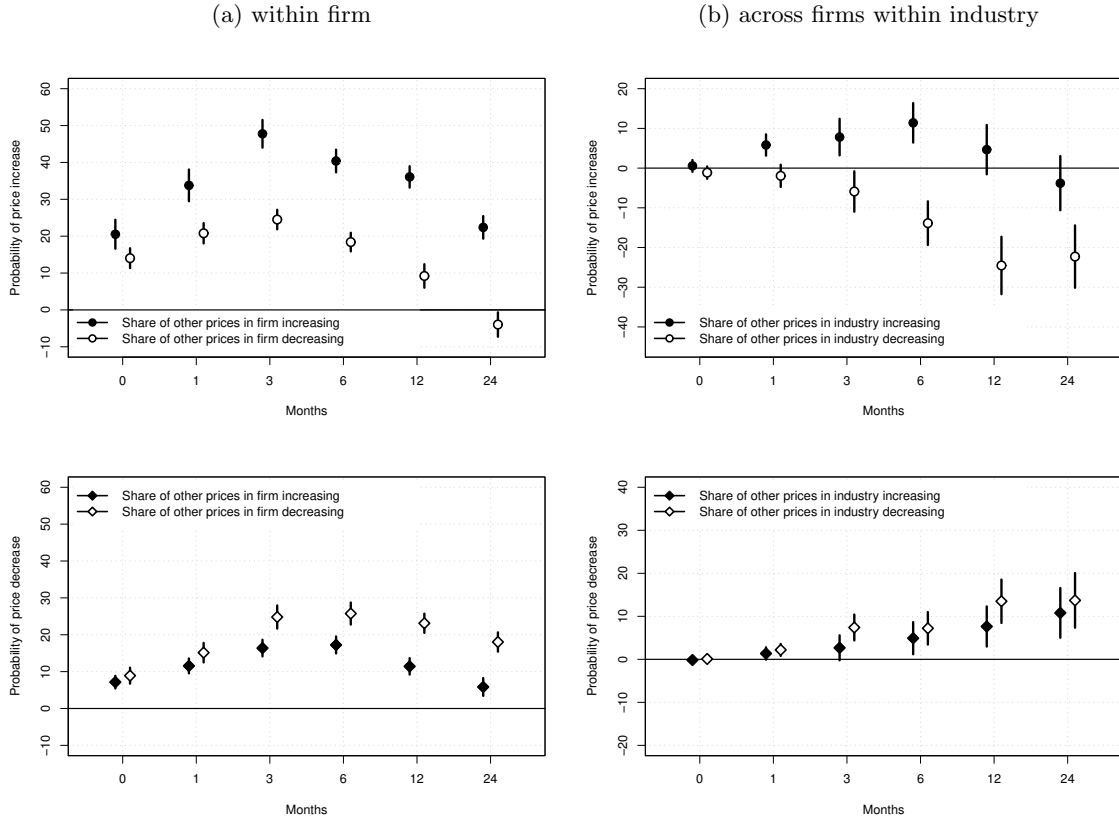 (a) within firm
(b) across firms within industry
Probability of price increase
60
50
40
30
20
10
0
−10
Share of other prices in firm increasing
Share of other prices in firm decreasing
0 1 3 6 12 24
Months
Probability of price increase
20
10
0
−10
−20
−30
−40
Share of other prices in industry increasing
Share of other prices in industry decreasing
0 1 3 6 12 24
Months
Probability of price decrease
60
50
40
30
20
10
0
−10
Share of other prices in firm increasing
Share of other prices in firm decreasing
0 1 3 6 12 24
Months
Probability of price decrease
40
30
20
10
0
−10
−20
Share of other prices in industry increasing
Share of other prices in industry decreasing
0 1 3 6 12 24
Months